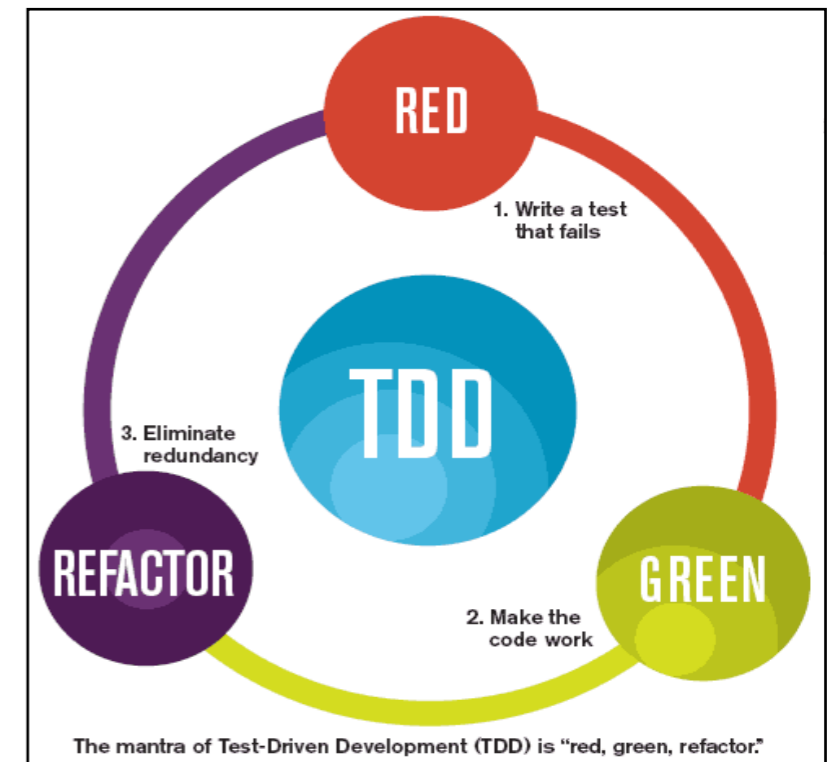 RED
1. Write a test
that fails
TDD
3. Eliminate
redundancy
REFACTOR
GREEN
2. Make the
code work
The mantra of Test-Driven Development (TDD) is “red, green, refactor.”